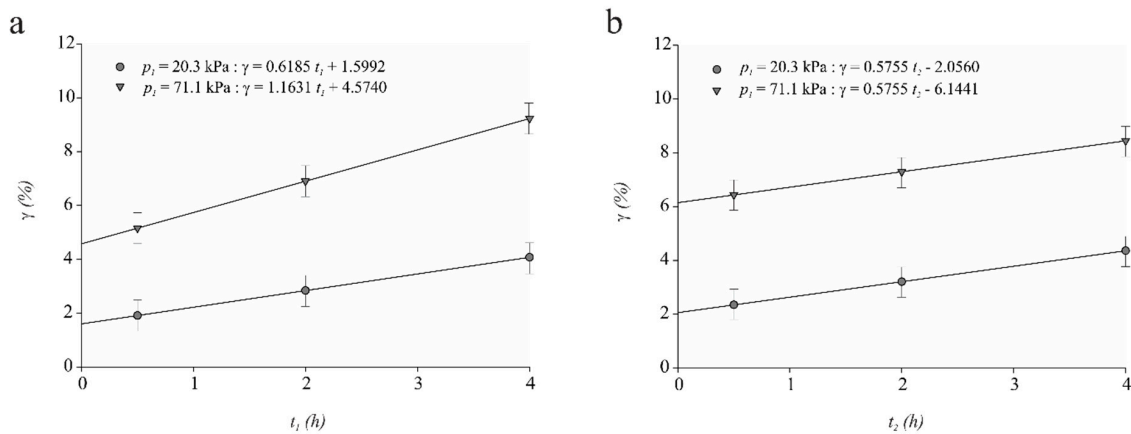 a
12
10
8
6
4
2
0
γ (%)
p₁ = 20.3 kPa : γ = 0.6185 t₁ + 1.5992
p₁ = 71.1 kPa : γ = 1.1631 t₁ + 4.5740
0 1 2 3 4
t₁ (h)
b
12
10
8
6
4
2
0
γ (%)
p₁ = 20.3 kPa : γ = 0.5755 t₂ - 2.0560
p₁ = 71.1 kPa : γ = 0.5755 t₂ - 6.1441
0 1 2 3 4
t₂ (h)